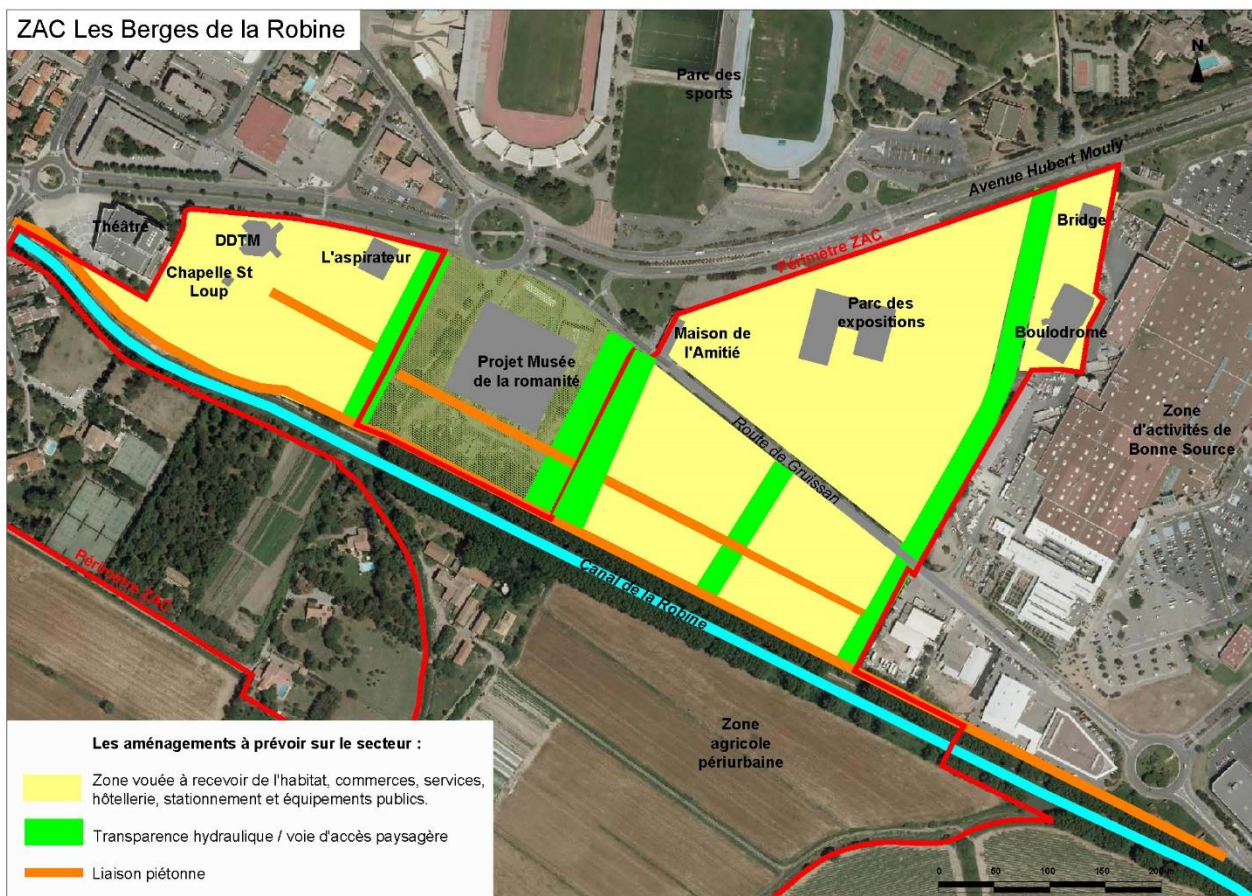 ZAC Les Berges de la Robine
N
Parc des
sports
Avenue Hubert Mouly
Théâtre
DDTM
L'aspirateur
Chapelle St
Loup
Périmètre ZAC
Bridge
Parc des
expositions
Boulodrome
Maison de
l'Amitié
Projet Musée
de la romanité
Route de Gruissan
Zone
d'activités de
Bonne Source
Canal de la Robine
Périmètre ZAC
Zone
agricole
périurbaine
Les aménagements à prévoir sur le secteur :
Zone vouée à recevoir de l'habitat, commerces, services,
hôtellerie, stationnement et équipements publics.
Transparence hydraulique / voie d'accès paysagère
Liaison piétonne
0 50 100 200 m